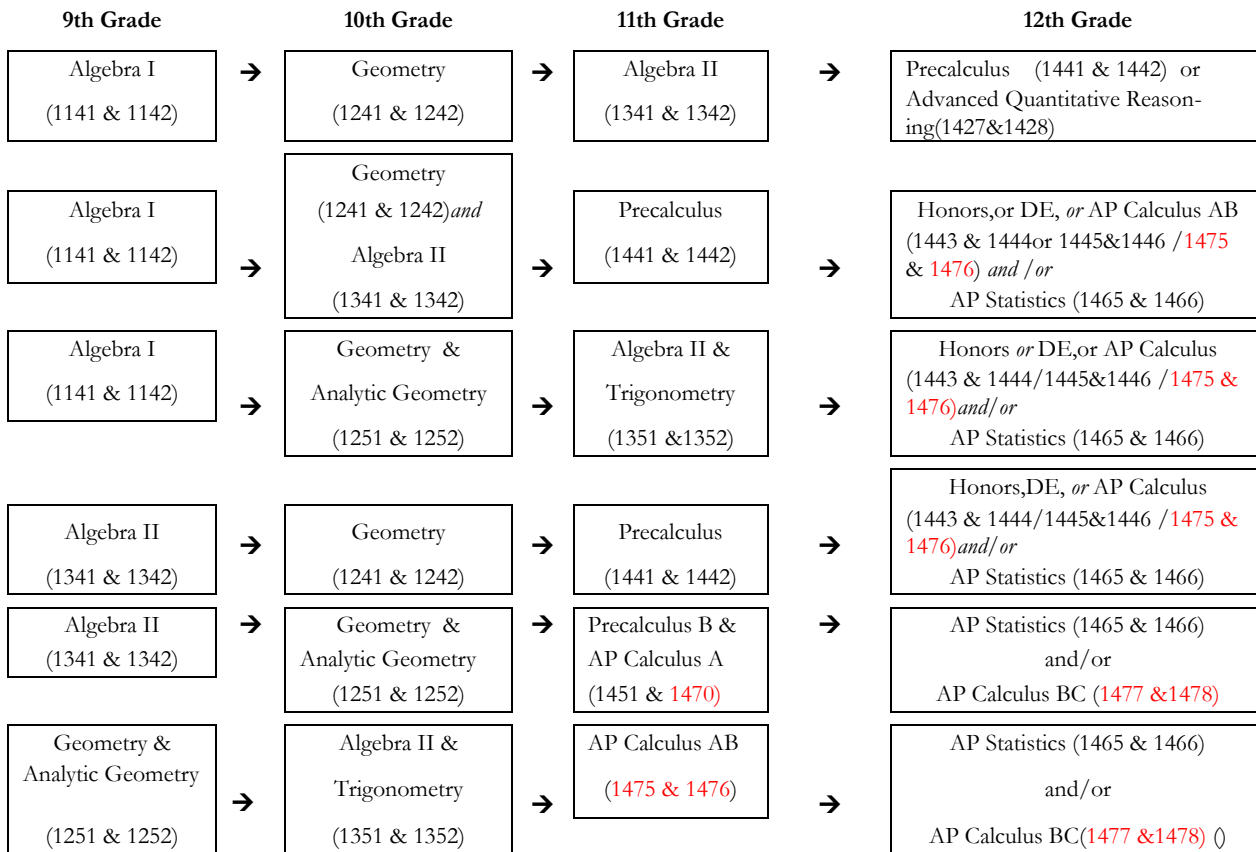 9th Grade
10th Grade
11th Grade
12th Grade
Algebra I
(1141 & 1142)
➔
Geometry
(1241 & 1242)
➔
Algebra II
(1341 & 1342)
➔
Precalculus (1441 & 1442) or
Advanced Quantitative Reason-
ing(1427&1428)
Algebra I
(1141 & 1142)
➔
Geometry
(1241 & 1242)and
Algebra II
(1341 & 1342)
➔
Precalculus
(1441 & 1442)
➔
Honors,or DE, or AP Calculus AB
(1443 & 1444or 1445&1446 /1475
& 1476) and /or
AP Statistics (1465 & 1466)
Algebra I
(1141 & 1142)
➔
Geometry &
Analytic Geometry
(1251 & 1252)
➔
Algebra II &
Trigonometry
(1351 &1352)
➔
Honors or DE,or AP Calculus
(1443 & 1444/1445&1446 /1475 &
1476)and/or
AP Statistics (1465 & 1466)
Algebra II
(1341 & 1342)
➔
Geometry
(1241 & 1242)
➔
Precalculus
(1441 & 1442)
➔
Honors,DE, or AP Calculus
(1443 & 1444/1445&1446 /1475 &
1476)and/or
AP Statistics (1465 & 1466)
Algebra II
(1341 & 1342)
➔
Geometry &
Analytic Geometry
(1251 & 1252)
➔
Precalculus B &
AP Calculus A
(1451 & 1470)
➔
AP Statistics (1465 & 1466)
and/or
AP Calculus BC (1477 &1478)
Geometry &
Analytic Geometry
(1251 & 1252)
➔
Algebra II &
Trigonometry
(1351 & 1352)
➔
AP Calculus AB
(1475 & 1476)
➔
AP Statistics (1465 & 1466)
and/or
AP Calculus BC(1477 &1478) ()